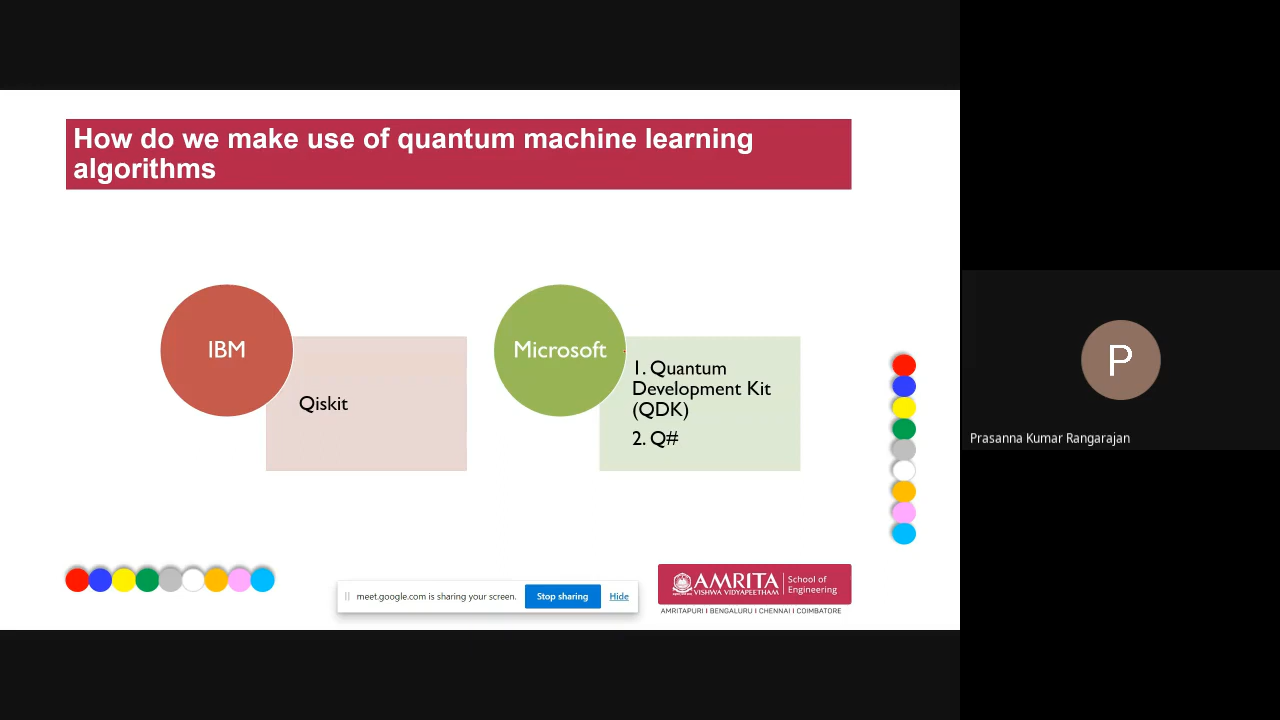 How do we make use of quantum machine learning
algorithms
IBM
Qiskit
Microsoft
1. Quantum
Development Kit
(QDK)
2. Q#
meet.google.com is sharing your screen.
Stop sharing
Hide
AMRITA
VISHWA VIDYAPEETHAM
School of
Engineering
AMRITAPURI I BENGALURU I CHENNAI I COIMBATORE
P
Prasanna Kumar Rangarajan